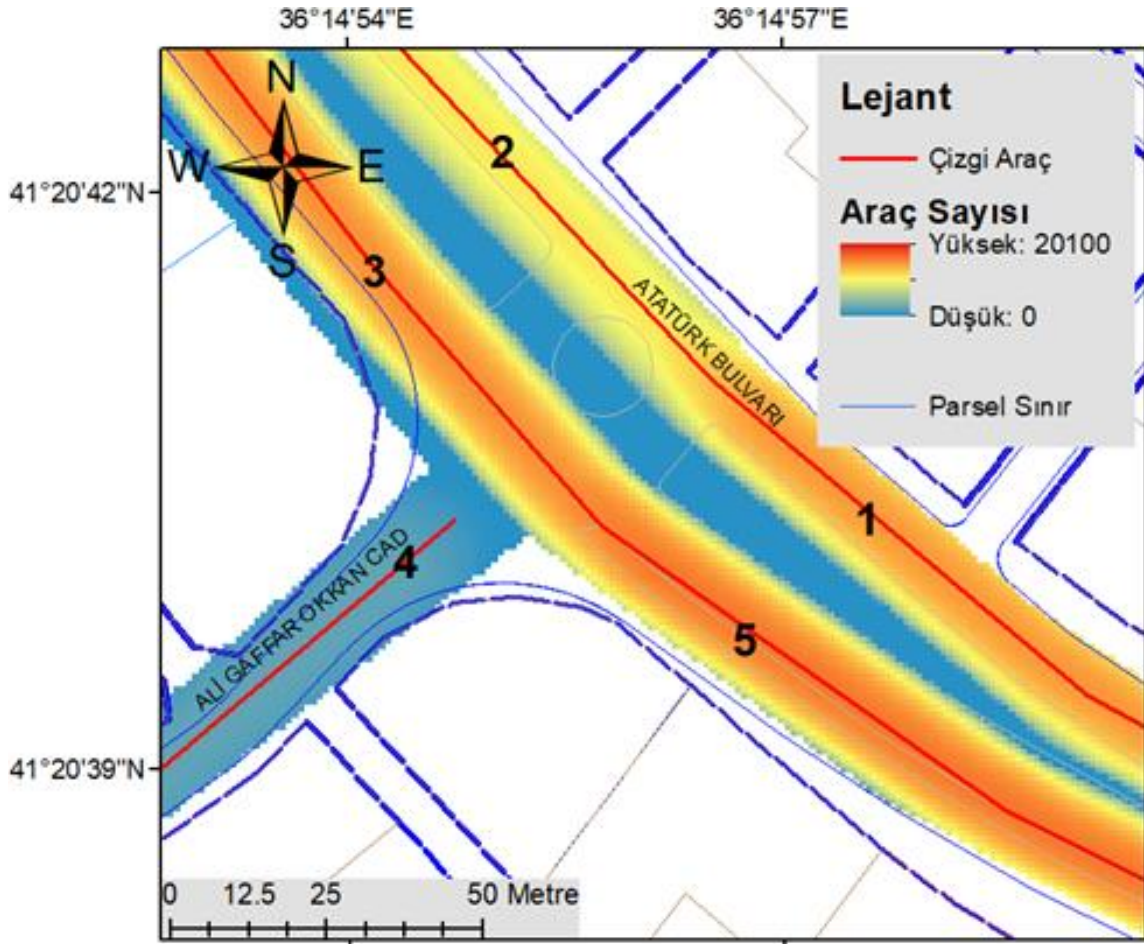 36°14'54"E
36°14'57"E
41°20'42"N
41°20'39"N
N
W
E
S
2
3
ATATÜRK BULVARI
1
4
ALİ GAFFAR OKKAN CAD
5
Lejant
Çizgi Araç
Araç Sayısı
Yüksek: 20100
Düşük: 0
Parsel Sınır
0 12.5 25 50 Metre